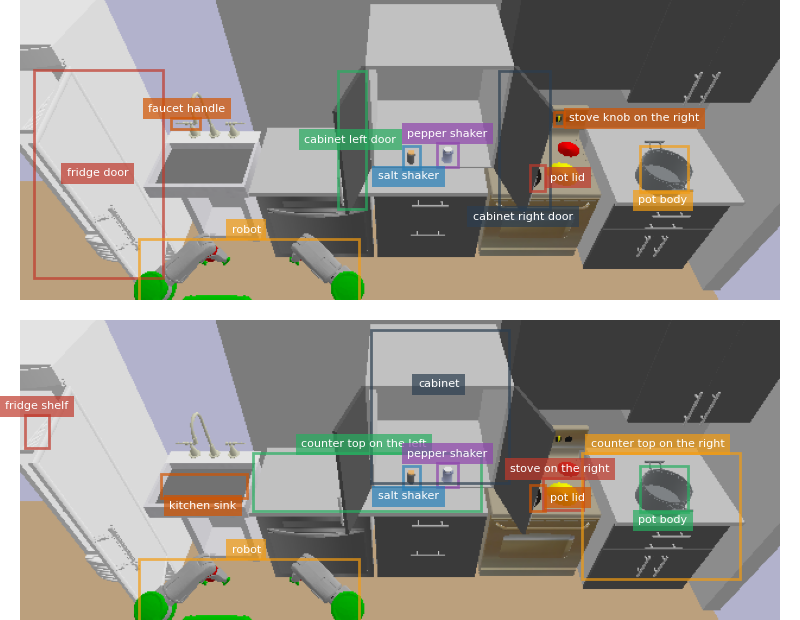 faucet handle
stove knob on the right
pepper shaker
cabinet left door
fridge door
salt shaker
pot lid
pot body
cabinet right door
robot
cabinet
fridge shelf
counter top on the left
counter top on the right
pepper shaker
stove on the right
salt shaker
pot lid
kitchen sink
pot body
robot